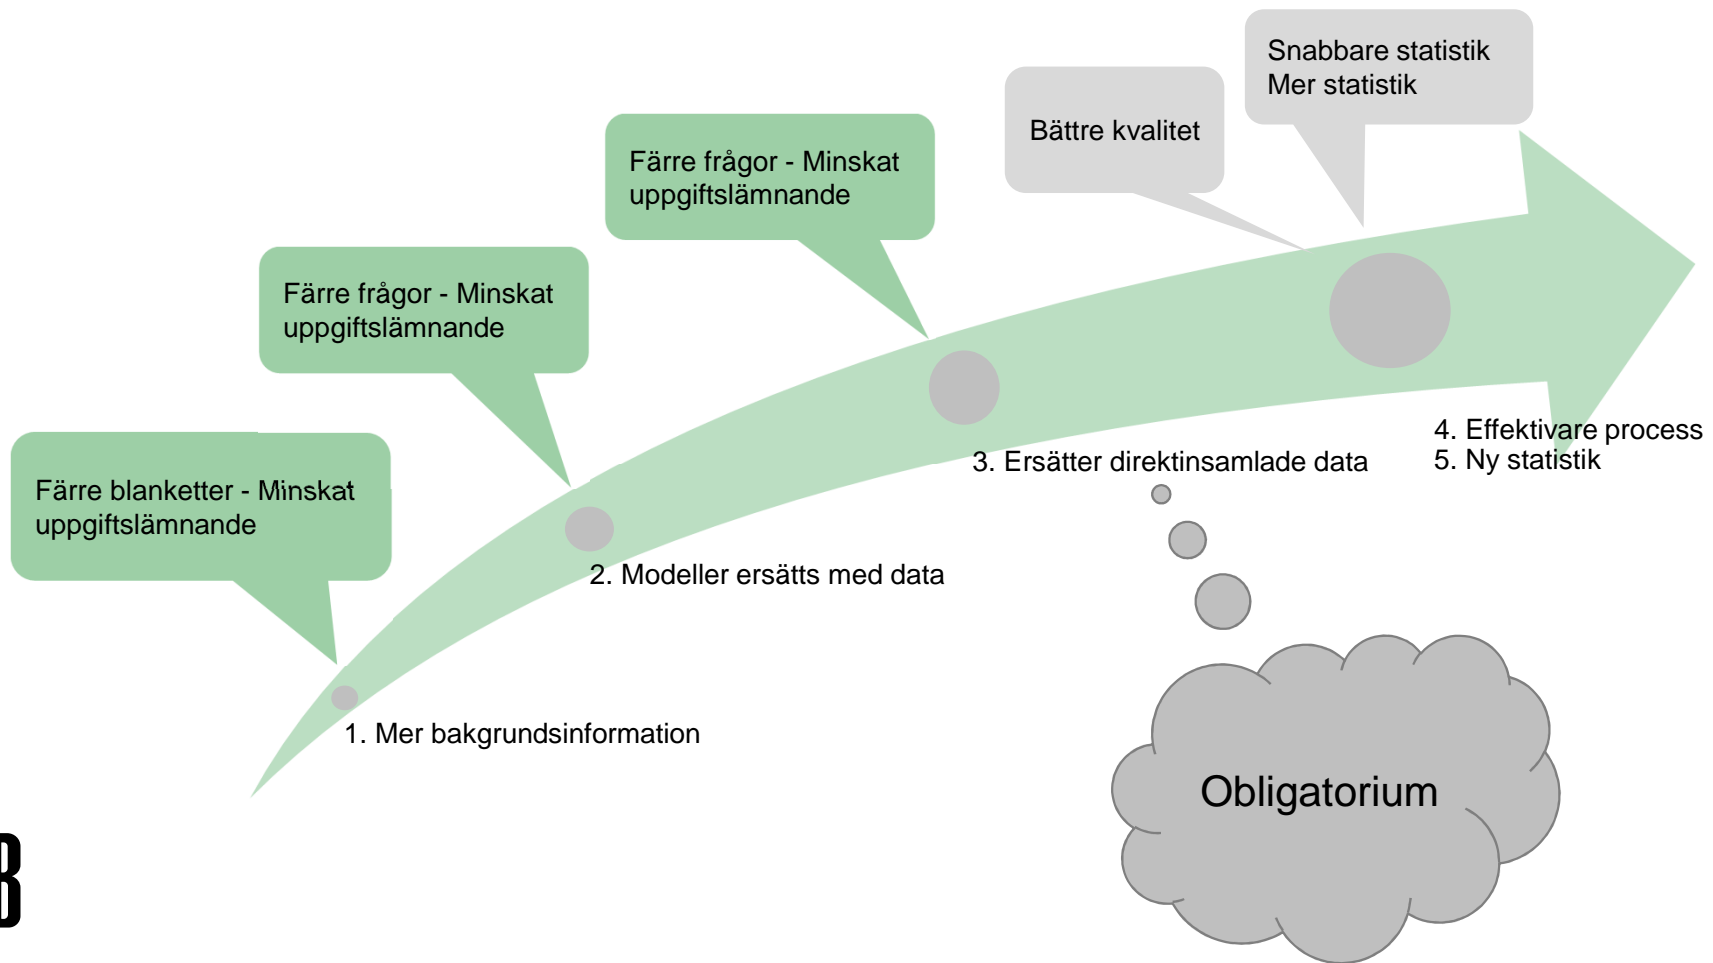 Snabbare statistik
Mer statistik
Bättre kvalitet
Färre frågor - Minskat
uppgiftslämnande
Färre frågor - Minskat
uppgiftslämnande
Färre blanketter - Minskat
uppgiftslämnande
4. Effektivare process
5. Ny statistik
3. Ersätter direktinsamlade data
2. Modeller ersätts med data
1. Mer bakgrundsinformation
Obligatorium